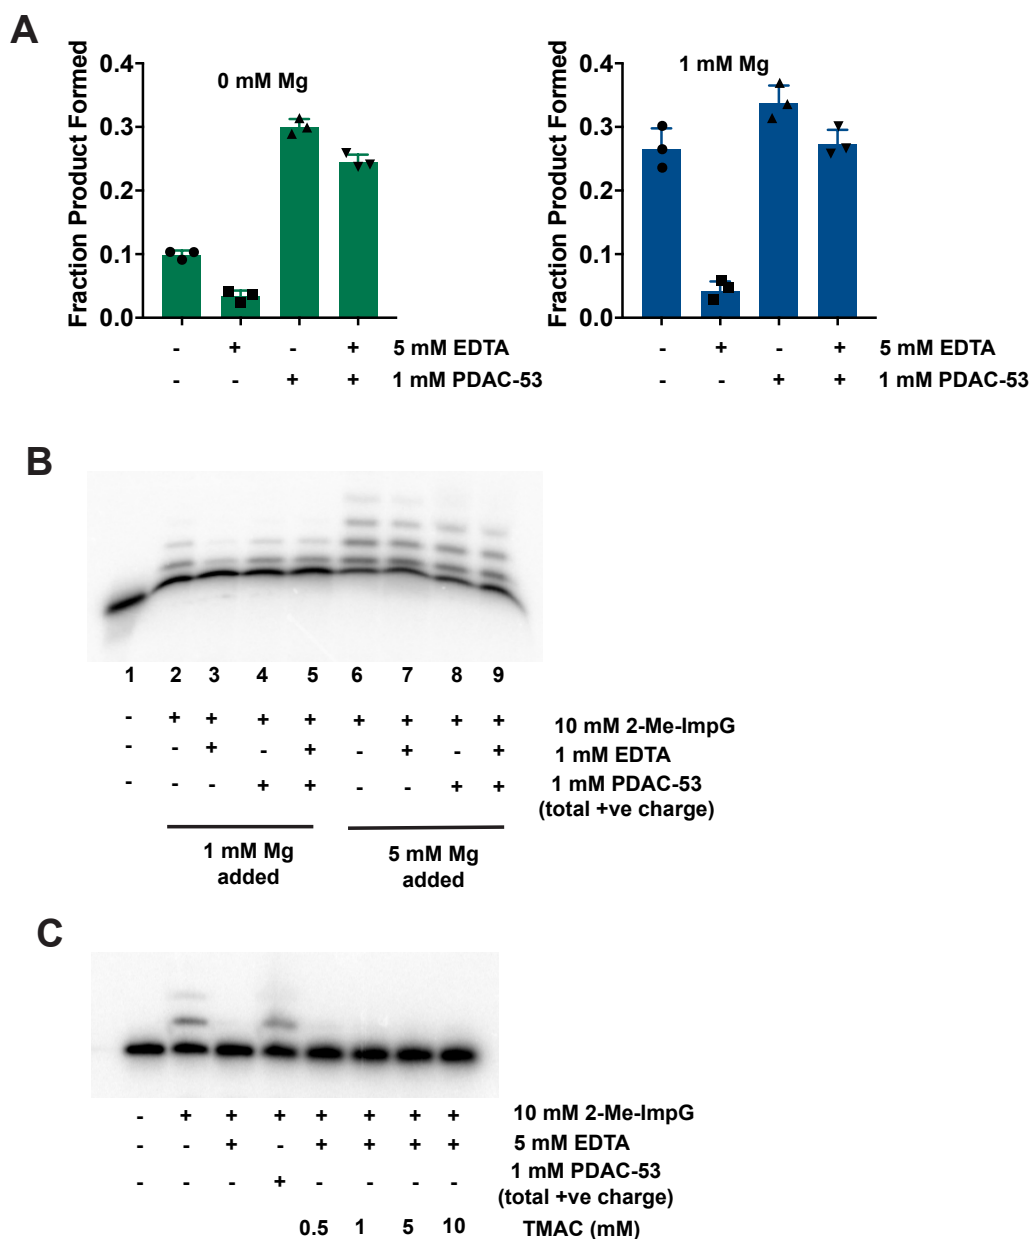 A
Fraction Product Formed
0.4
0.3
0.2
0.1
0.0
0 mM Mg
- + - + 5 mM EDTA
- - + + 1 mM PDAC-53
Fraction Product Formed
0.4
0.3
0.2
0.1
0.0
1 mM Mg
- + - + 5 mM EDTA
- - + + 1 mM PDAC-53
B
1 2 3 4 5 6 7 8 9
- + + + + + + + + 10 mM 2-Me-ImpG
- - + - + - + - + 1 mM EDTA
- - - + + - - + + 1 mM PDAC-53
(total +ve charge)
1 mM Mg
added
5 mM Mg
added
C
- + + + + + + + 10 mM 2-Me-ImpG
- - + - + + + + 5 mM EDTA
- - - + - - - - 1 mM PDAC-53
(total +ve charge)
0.5 1 5 10 TMAC (mM)